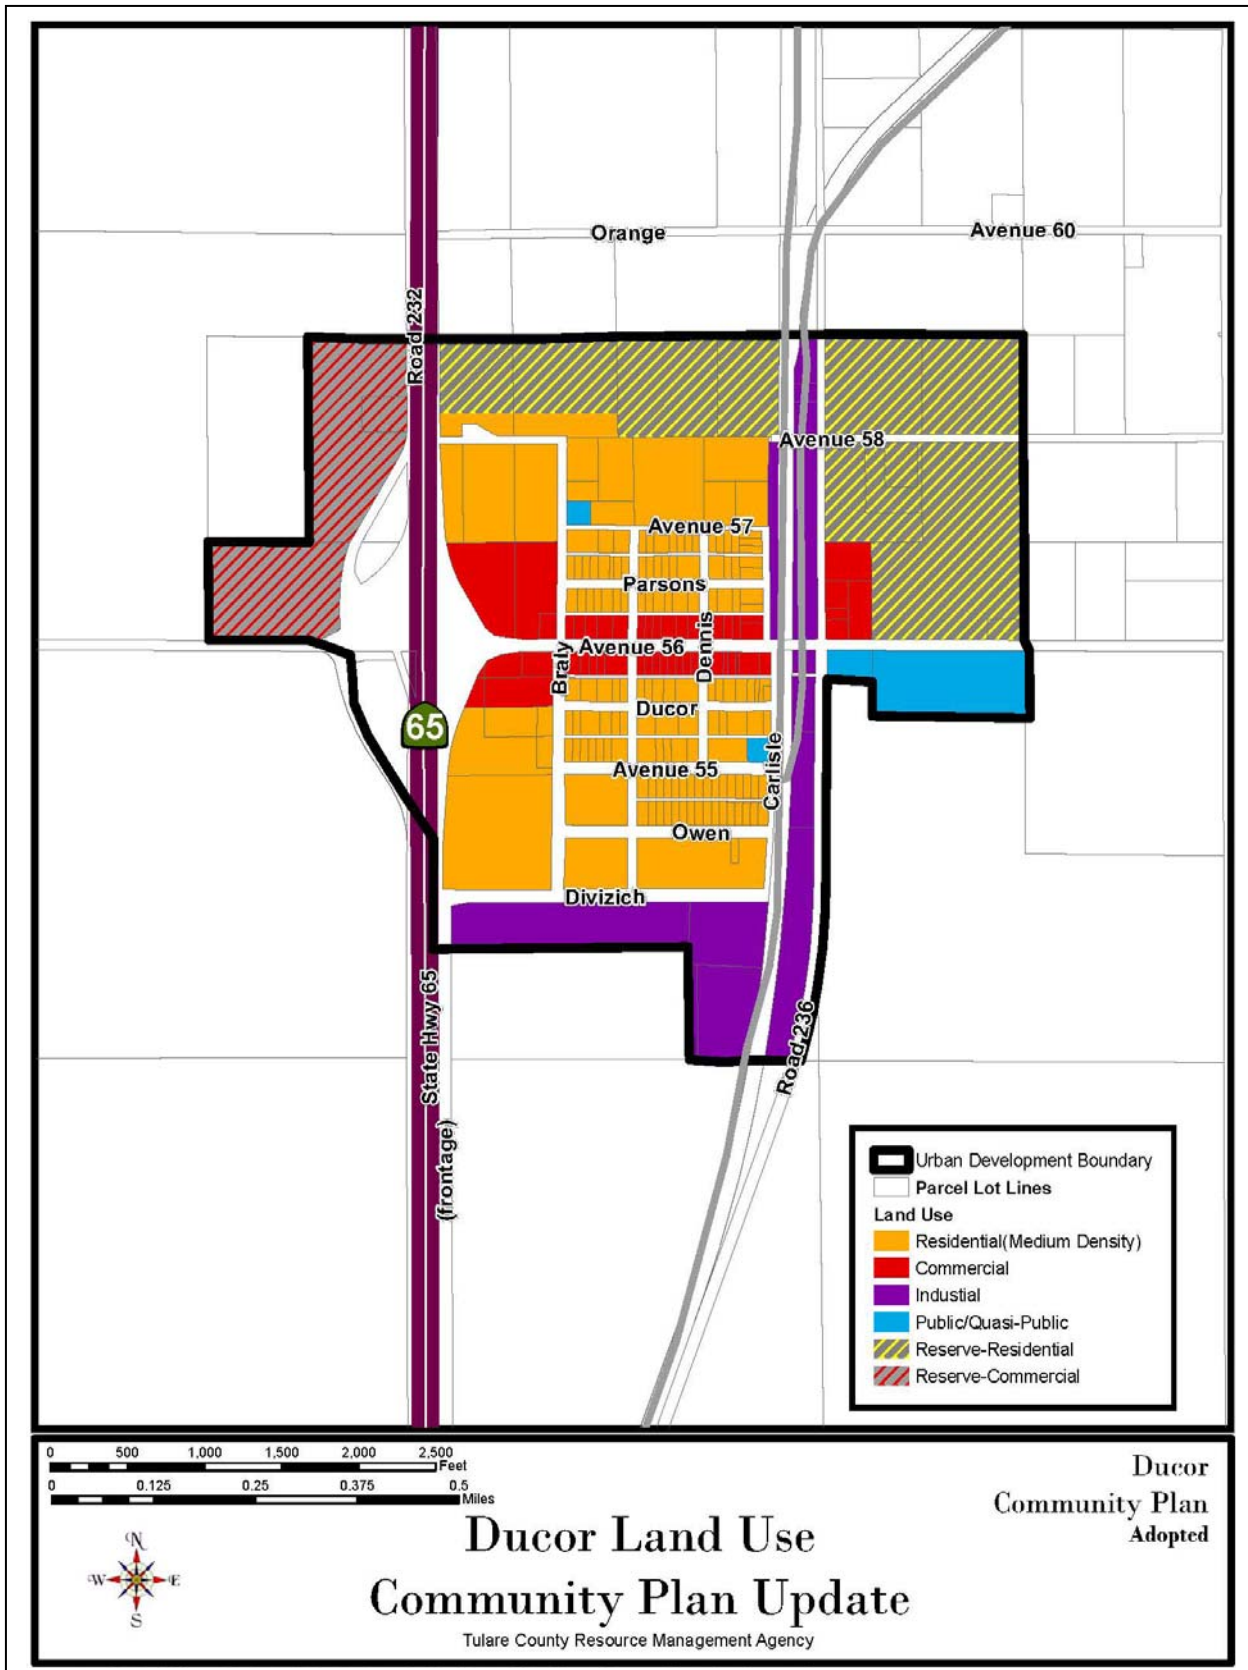 Orange
Avenue 60
Road 232
Avenue 58
Avenue 57
Parsons
Dennis
Avenue 56
Braly
Ducor
65
Carlisle
Avenue 55
Owen
Divizich
State Hwy 65
(frontage)
Road 236
Urban Development Boundary
Parcel Lot Lines
Land Use
Residential(Medium Density)
Commercial
Industial
Public/Quasi-Public
Reserve-Residential
Reserve-Commercial
0 500 1,000 1,500 2,000 2,500
Feet
0 0.125 0.25 0.375 0.5
Miles
Ducor
Community Plan
Adopted
N
W E
S
Ducor Land Use
Community Plan Update
Tulare County Resource Management Agency